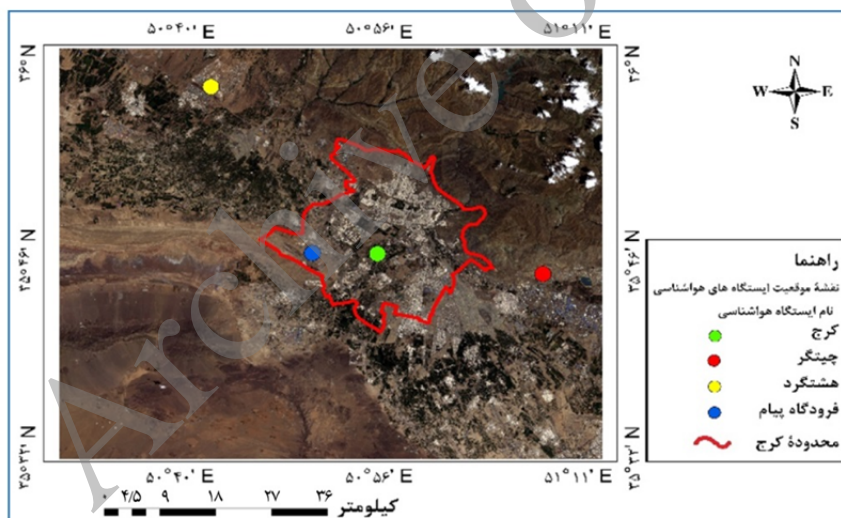 ۵۰°۴۰' E ۵۰°۵۶' E ۵۱°۱۱' E
۳۶° N ۳۶° N
N
W E
S
۳۵°۴۶' N ۳۵°۴۶' N
راهنما
نقشهٔ موقعیت ایستگاه های هواشناسی
نام ایستگاه هواشناسی
کرج
چیتگر
هشتگرد
فرودگاه پیام
محدودهٔ کرج
۳۵°۳۲' N ۳۵°۳۲' N
۵۰°۴۰' E ۵۰°۵۶' E ۵۱°۱۱' E
۰ ۴/۵ ۹ ۱۸ ۲۷ ۳۶ کیلومتر
Archive o